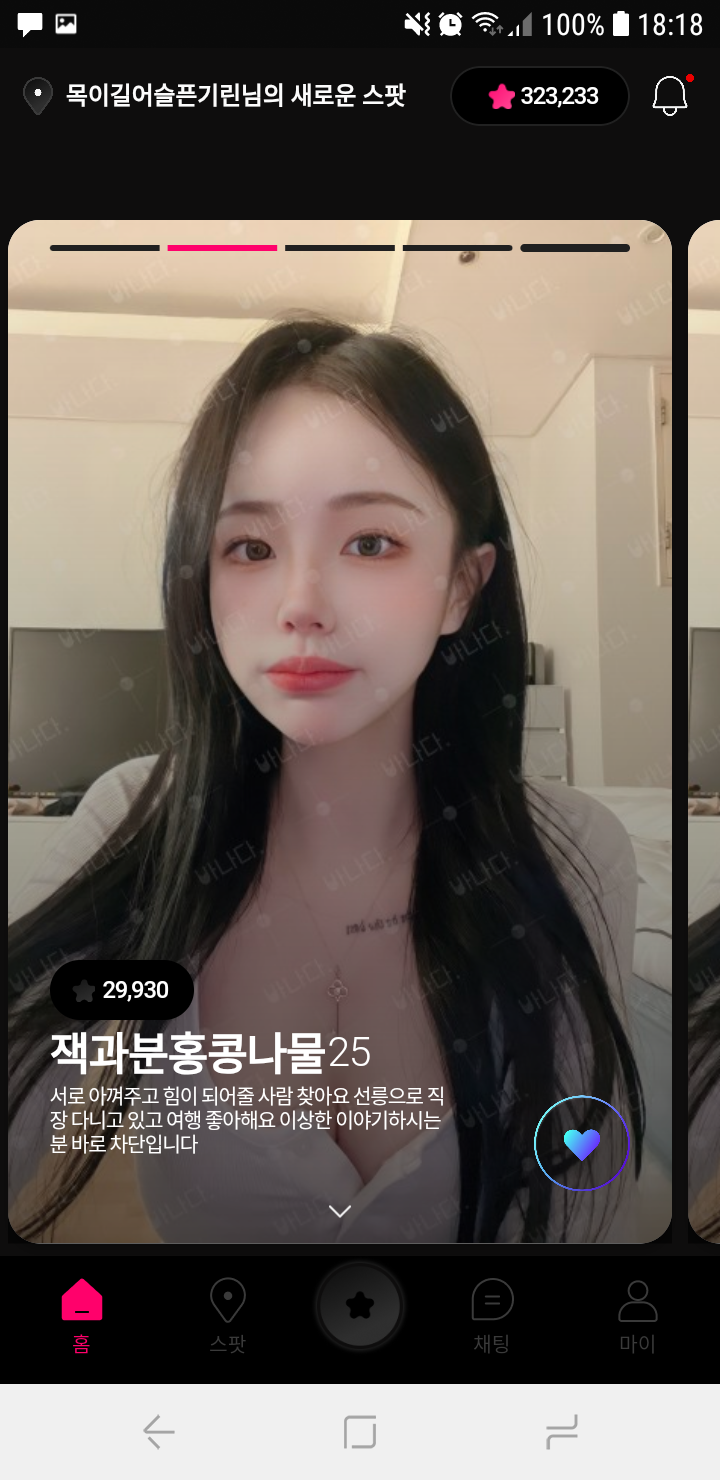 100% 18:18
목이길어슬픈기린님의 새로운 스팟
323,233
바나다.
29,930
잭과분홍콩나물25
서로 아껴주고 힘이 되어줄 사람 찾아요 선릉으로 직
장 다니고 있고 여행 좋아해요 이상한 이야기하시는
분 바로 차단입니다
홈
스팟
채팅
마이